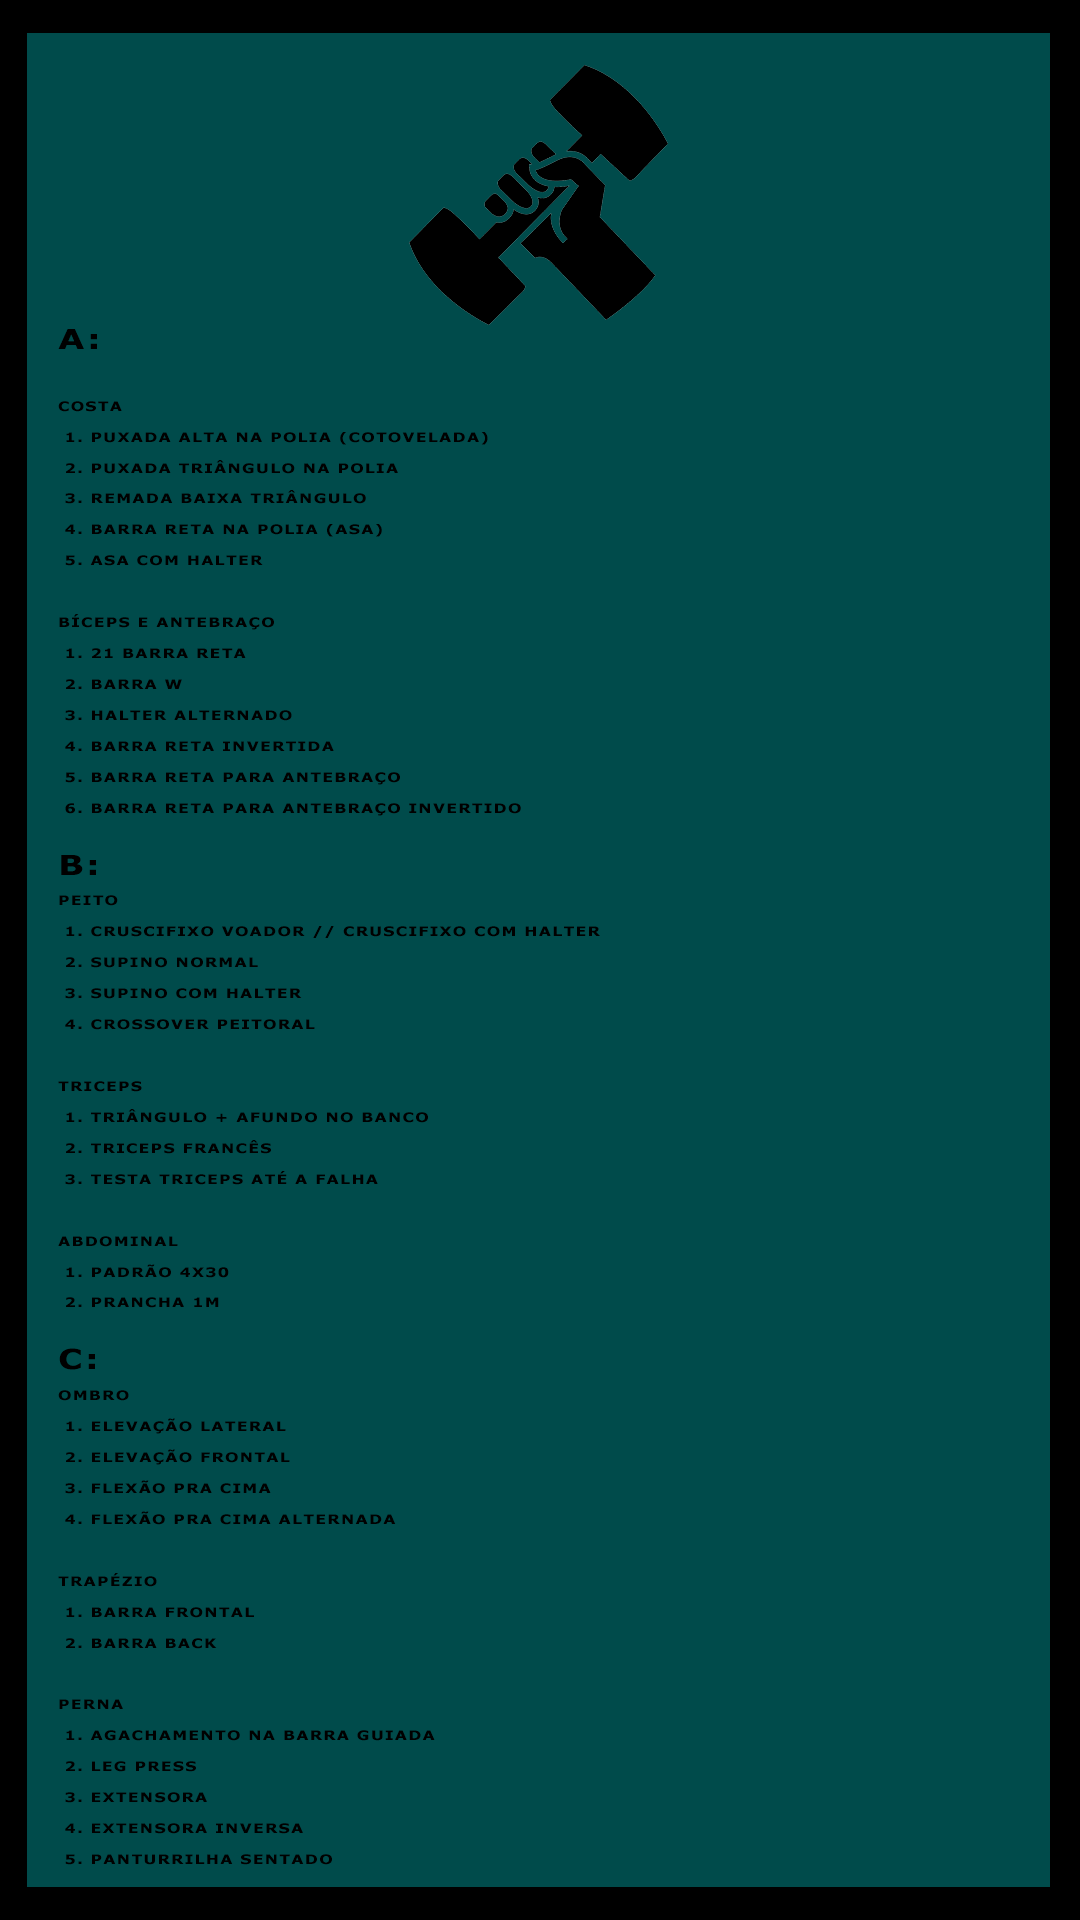 A:
COSTA
1. PUXADA ALTA NA POLIA (COTOVELADA)
2. PUXADA TRIÂNGULO NA POLIA
3. REMADA BAIXA TRIÂNGULO
4. BARRA RETA NA POLIA (ASA)
5. ASA COM HALTER
BÍCEPS E ANTEBRAÇO
1. 21 BARRA RETA
2. BARRA W
3. HALTER ALTERNADO
4. BARRA RETA INVERTIDA
5. BARRA RETA PARA ANTEBRAÇO
6. BARRA RETA PARA ANTEBRAÇO INVERTIDO
B:
PEITO
1. CRUSCIFIXO VOADOR // CRUSCIFIXO COM HALTER
2. SUPINO NORMAL
3. SUPINO COM HALTER
4. CROSSOVER PEITORAL
TRICEPS
1. TRIÂNGULO + AFUNDO NO BANCO
2. TRICEPS FRANCÊS
3. TESTA TRICEPS ATÉ A FALHA
ABDOMINAL
1. PADRÃO 4X30
2. PRANCHA 1M
C:
OMBRO
1. ELEVAÇÃO LATERAL
2. ELEVAÇÃO FRONTAL
3. FLEXÃO PRA CIMA
4. FLEXÃO PRA CIMA ALTERNADA
TRAPÉZIO
1. BARRA FRONTAL
2. BARRA BACK
PERNA
1. AGACHAMENTO NA BARRA GUIADA
2. LEG PRESS
3. EXTENSORA
4. EXTENSORA INVERSA
5. PANTURRILHA SENTADO